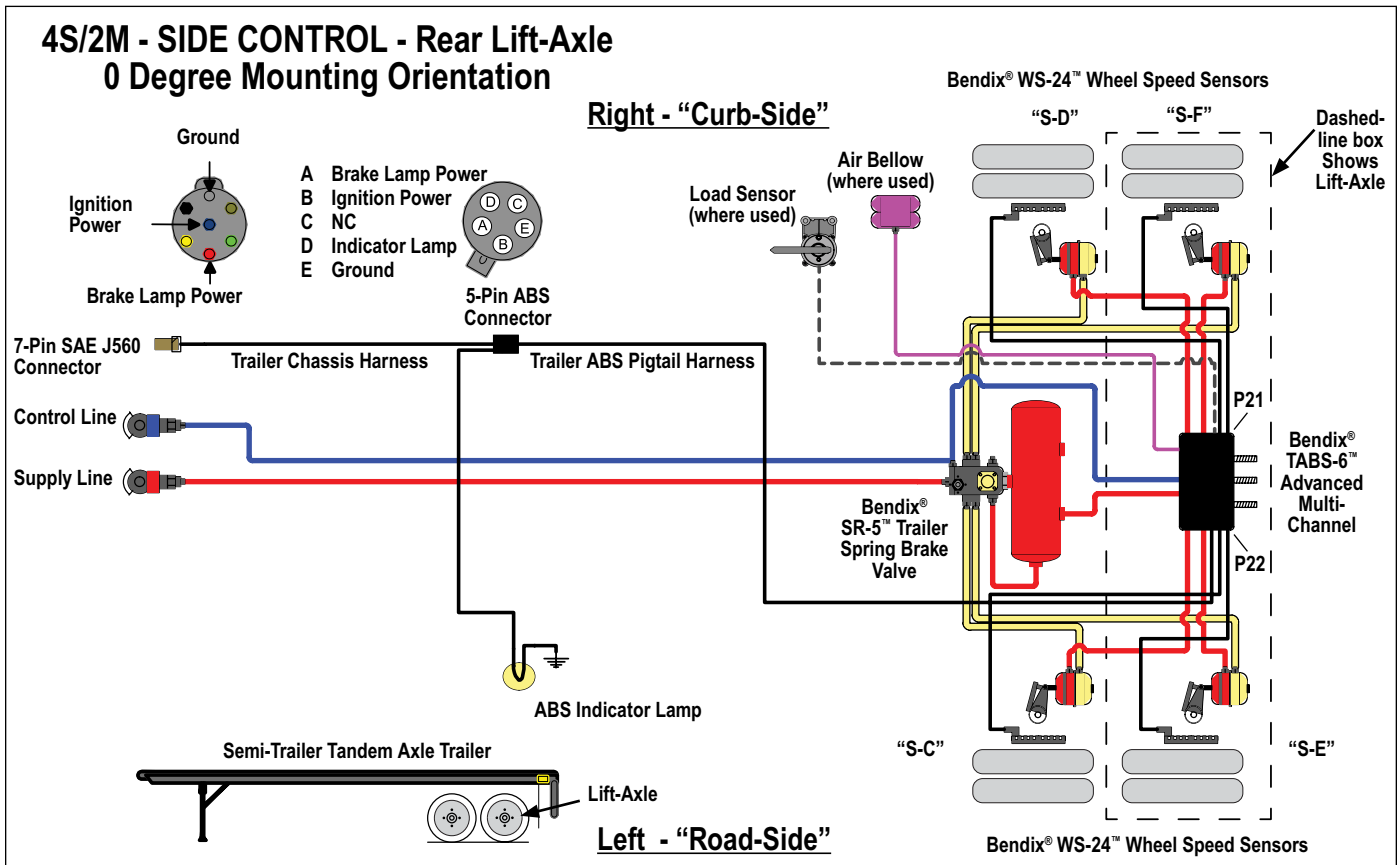 4S/2M - SIDE CONTROL - Rear Lift-Axle
0 Degree Mounting Orientation
Right - “Curb-Side”
Bendix® WS-24™ Wheel Speed Sensors
“S-D”
“S-F”
Dashed-
line box
Shows
Lift-Axle
Ground
Ignition
Power
Brake Lamp Power
A Brake Lamp Power
B Ignition Power
C NC
D Indicator Lamp
E Ground
D
C
A
E
B
5-Pin ABS
Connector
Load Sensor
(where used)
Air Bellow
(where used)
7-Pin SAE J560
Connector
Trailer Chassis Harness
Trailer ABS Pigtail Harness
Control Line
Supply Line
Bendix®
SR-5™ Trailer
Spring Brake
Valve
P21
Bendix®
TABS-6™
Advanced
Multi-
Channel
P22
ABS Indicator Lamp
“S-C”
“S-E”
Semi-Trailer Tandem Axle Trailer
Lift-Axle
Left - “Road-Side”
Bendix® WS-24™ Wheel Speed Sensors